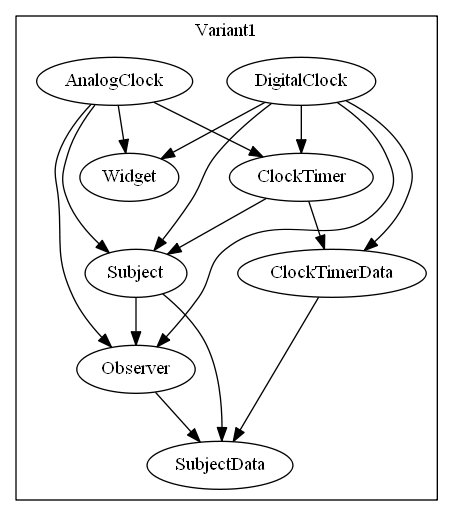 Variant1
AnalogClock
DigitalClock
Widget
ClockTimer
Subject
ClockTimerData
Observer
SubjectData